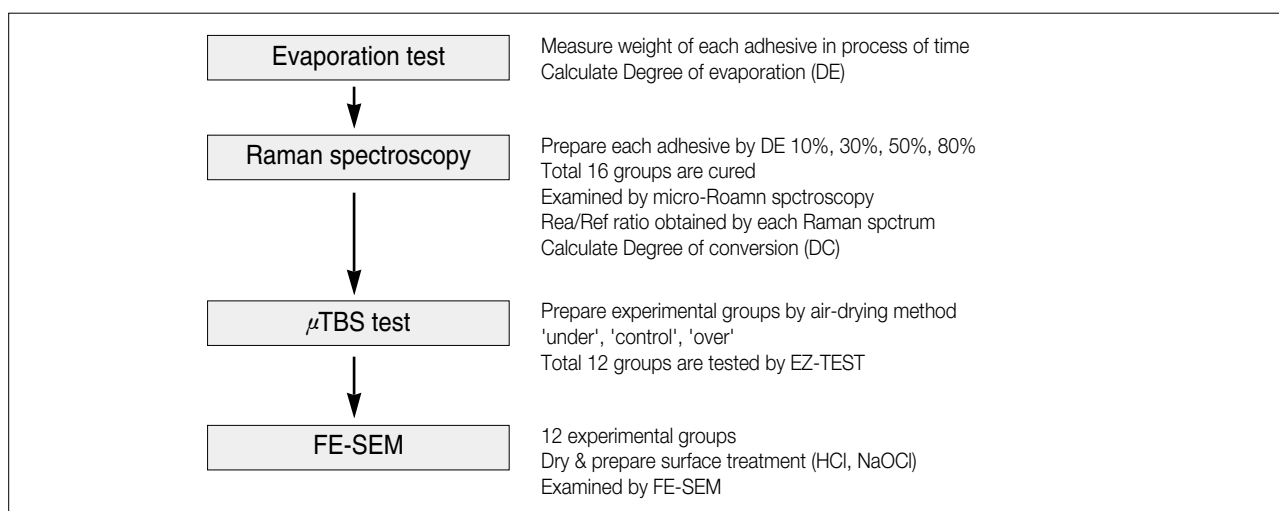 Evaporation test
Measure weight of each adhesive in process of time
Calculate Degree of evaporation (DE)
Raman spectroscopy
Prepare each adhesive by DE 10%, 30%, 50%, 80%
Total 16 groups are cured
Examined by micro-Roamn spctroscopy
Rea/Ref ratio obtained by each Raman spctrum
Calculate Degree of conversion (DC)
μTBS test
Prepare experimental groups by air-drying method
'under', 'control', 'over'
Total 12 groups are tested by EZ-TEST
FE-SEM
12 experimental groups
Dry & prepare surface treatment (HCl, NaOCl)
Examined by FE-SEM